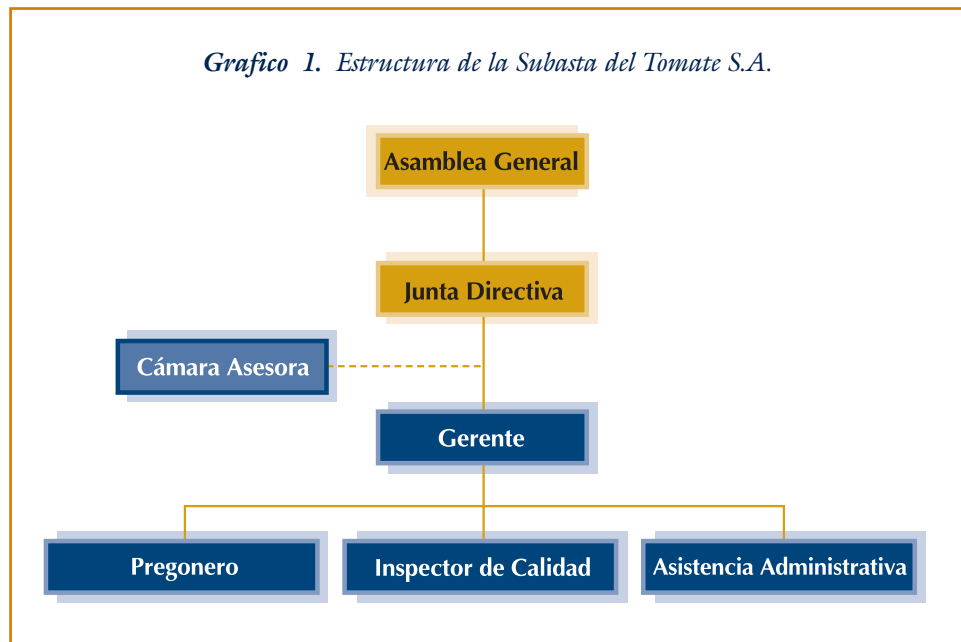 Grafico 1. Estructura de la Subasta del Tomate S.A.
Asamblea General
Junta Directiva
Cámara Asesora
Gerente
Pregonero
Inspector de Calidad
Asistencia Administrativa